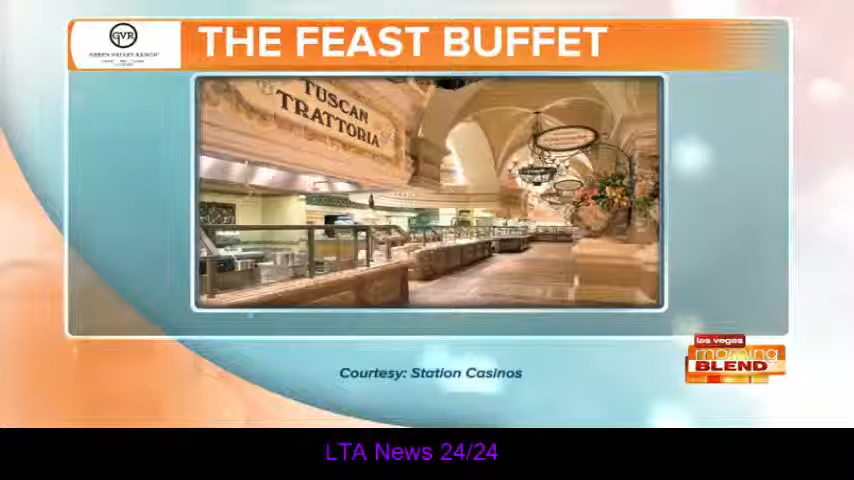 GVR
GREEN VALLEY RANCH
THE FEAST BUFFET
TUSCAN
TRATTORIA
Courtesy: Station Casinos
las vegas
morning
BLEND
LTA News 24/24